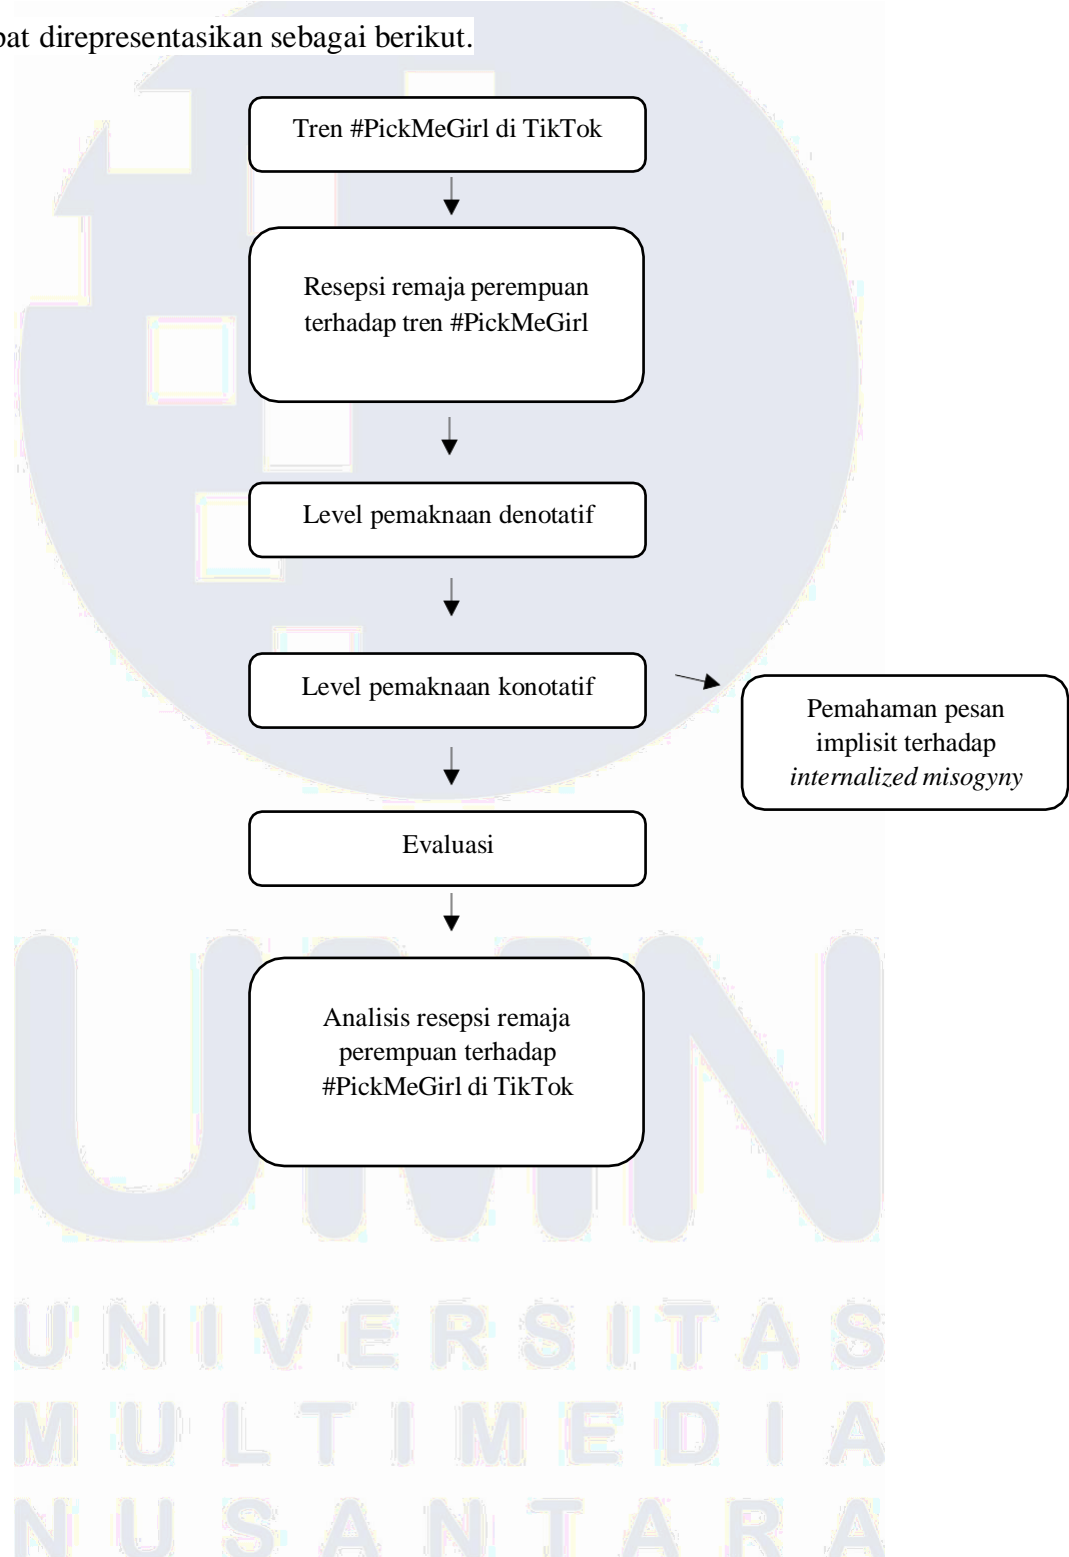 direpresentasikan sebagai berikut.
Tren #PickMeGirl di TikTok
Resepsi remaja perempuan
terhadap tren #PickMeGirl
Level pemaknaan denotatif
Level pemaknaan konotatif
Pemahaman pesan
implisit terhadap
internalized misogyny
Evaluasi
Analisis resepsi remaja
perempuan terhadap
#PickMeGirl di TikTok
UMN
UNIVERSITAS
MULTIMEDIA
NUSANTARA